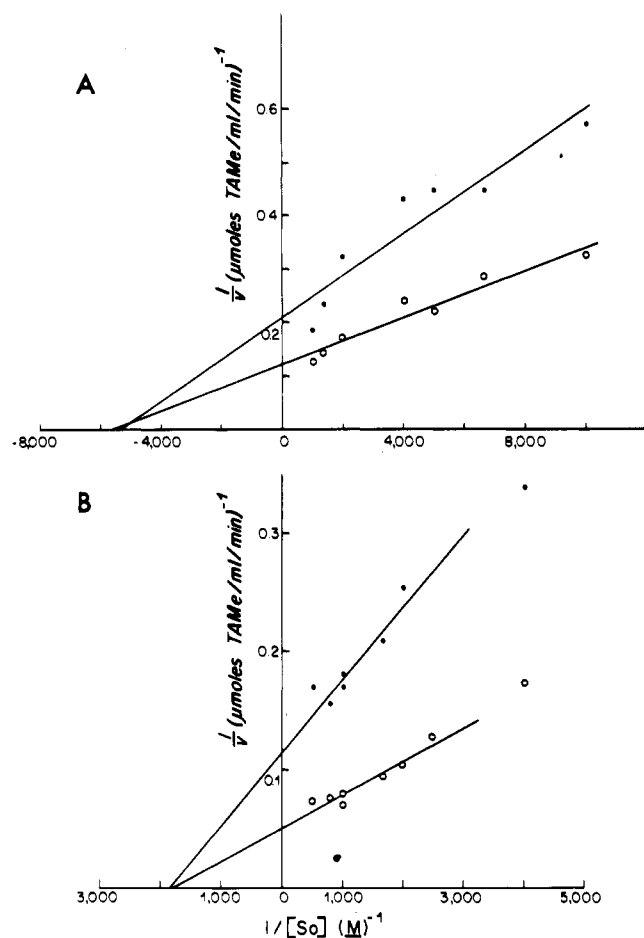 A
1/v (μmoles TAMe/ml/min)⁻¹
0.6
0.4
0.2
-8,000 -4,000 0 4,000 8,000
B
1/v (μmoles TAMe/ml/min)⁻¹
0.3
0.2
0.1
3,000 1,000 0 1,000 3,000 5,000
1/[So] (M)⁻¹